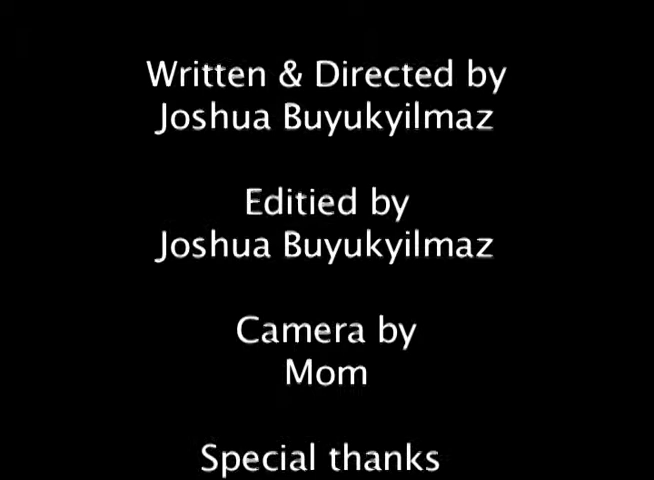 Written & Directed by
Joshua Buyukyilmaz
Editied by
Joshua Buyukyilmaz
Camera by
Mom
Special thanks